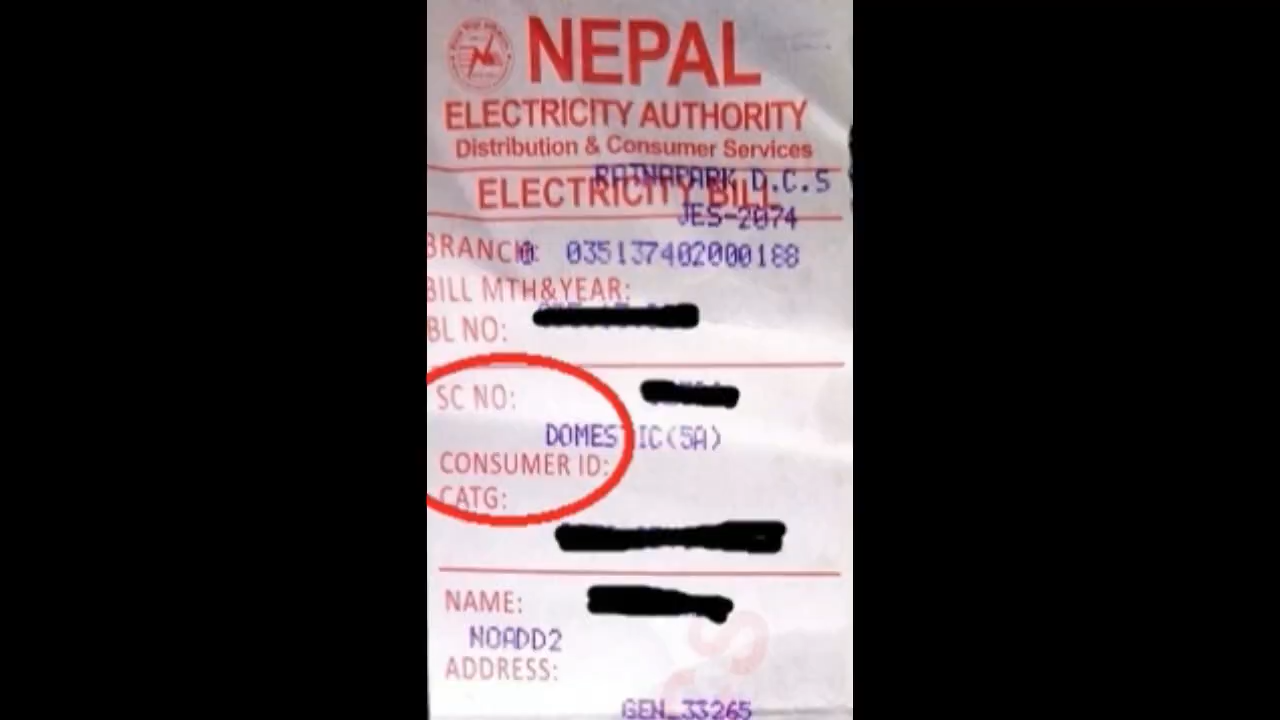 NEPAL
ELECTRICITY AUTHORITY
Distribution & Consumer Services
RATNAPARK D.C.S
ELECTRICITY BILL
JES-2074
BRANCH: 035137402000188
BILL MTH&YEAR:
BL NO:
SC NO:
DOMESTIC(5A)
CONSUMER ID:
CATG:
NAME:
NOADD2
ADDRESS:
GEN_33265